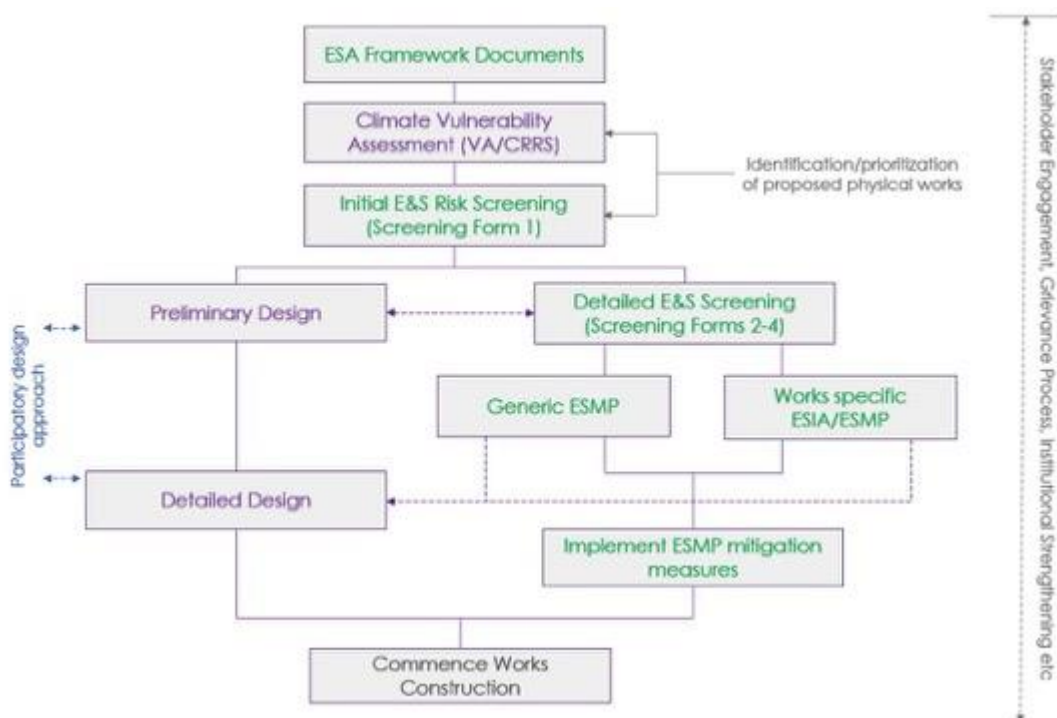 ESA Framework Documents
Climate Vulnerability
Assessment (VA/CRRS)
Identification/prioritization
of proposed physical works
Initial E&S Risk Screening
(Screening Form 1)
Preliminary Design
Detailed E&S Screening
(Screening Forms 2-4)
Participatory design
approach
Generic ESMP
Works specific
ESIA/ESMP
Detailed Design
Implement ESMP mitigation
measures
Commence Works
Construction
Stakeholder Engagement, Grievance Process, Institutional Strengthening etc